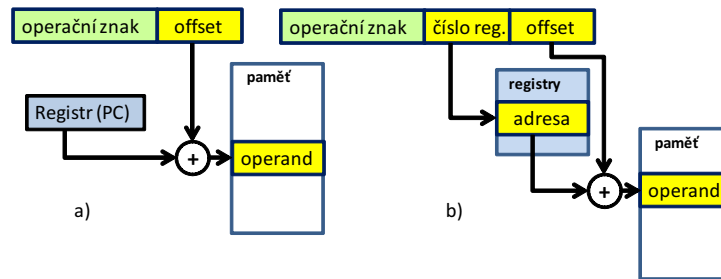 operační znak offset
paměť
Registr (PC)
+
operand
a)
operační znak číslo reg. offset
registry
adresa
paměť
+
operand
b)